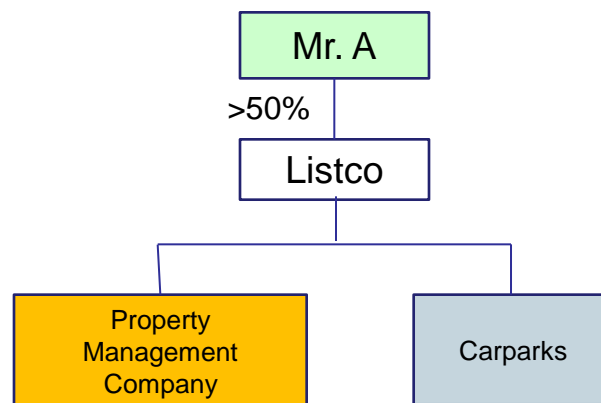 Mr. A
>50%
Listco
Property
Management
Company
Carparks